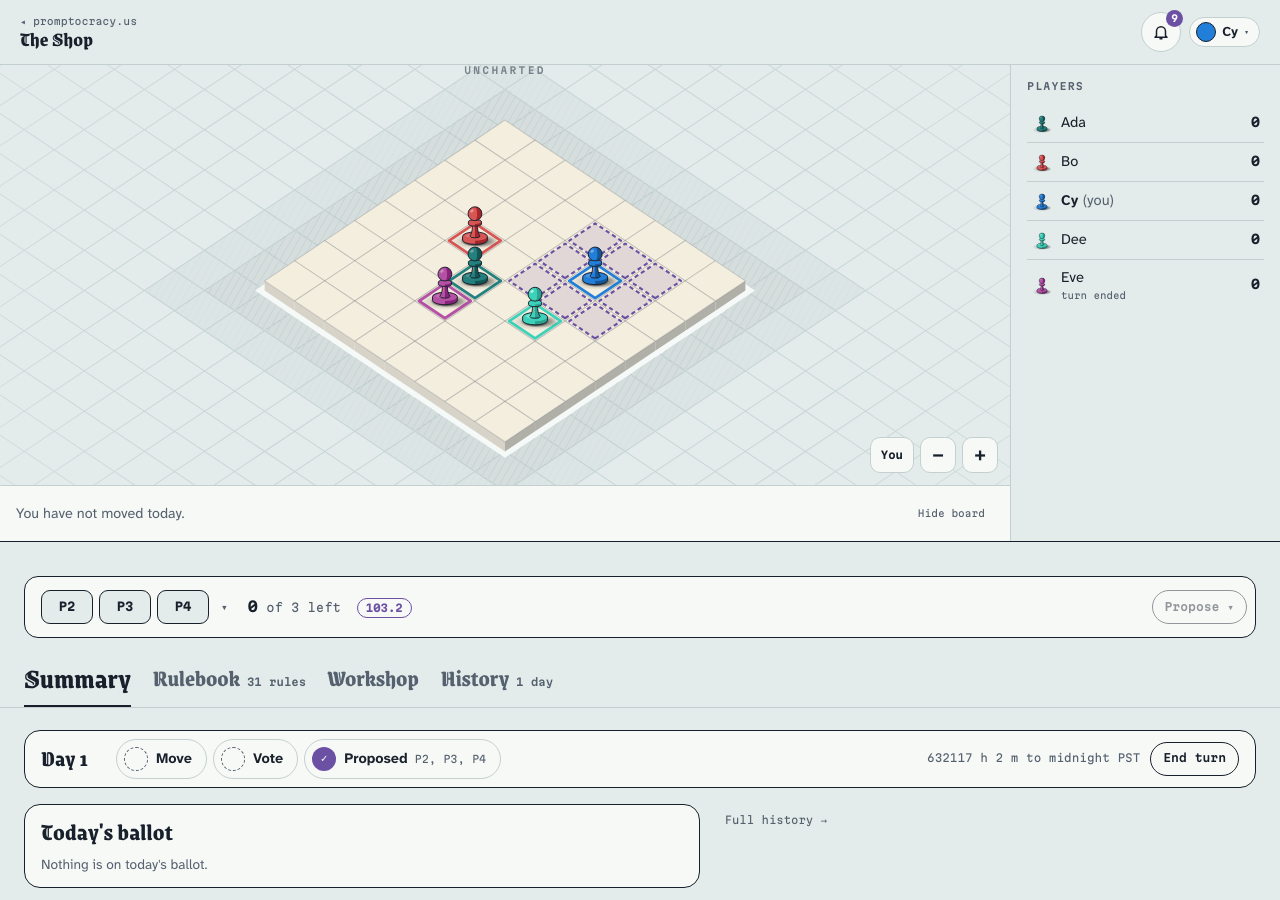 ◂ promptocracy.us
The Shop
9
Cy ▾
UNCHARTED
PLAYERS
Ada 0
Bo 0
Cy (you) 0
Dee 0
Eve 0
turn ended
You − +
You have not moved today.
Hide board
P2 P3 P4 ▾ 0 of 3 left 103.2 Propose ▾
Summary Rulebook 31 rules Workshop History 1 day
Day 1 Move Vote ✓ Proposed P2, P3, P4 632117 h 2 m to midnight PST End turn
Today's ballot
Nothing is on today's ballot.
Full history →